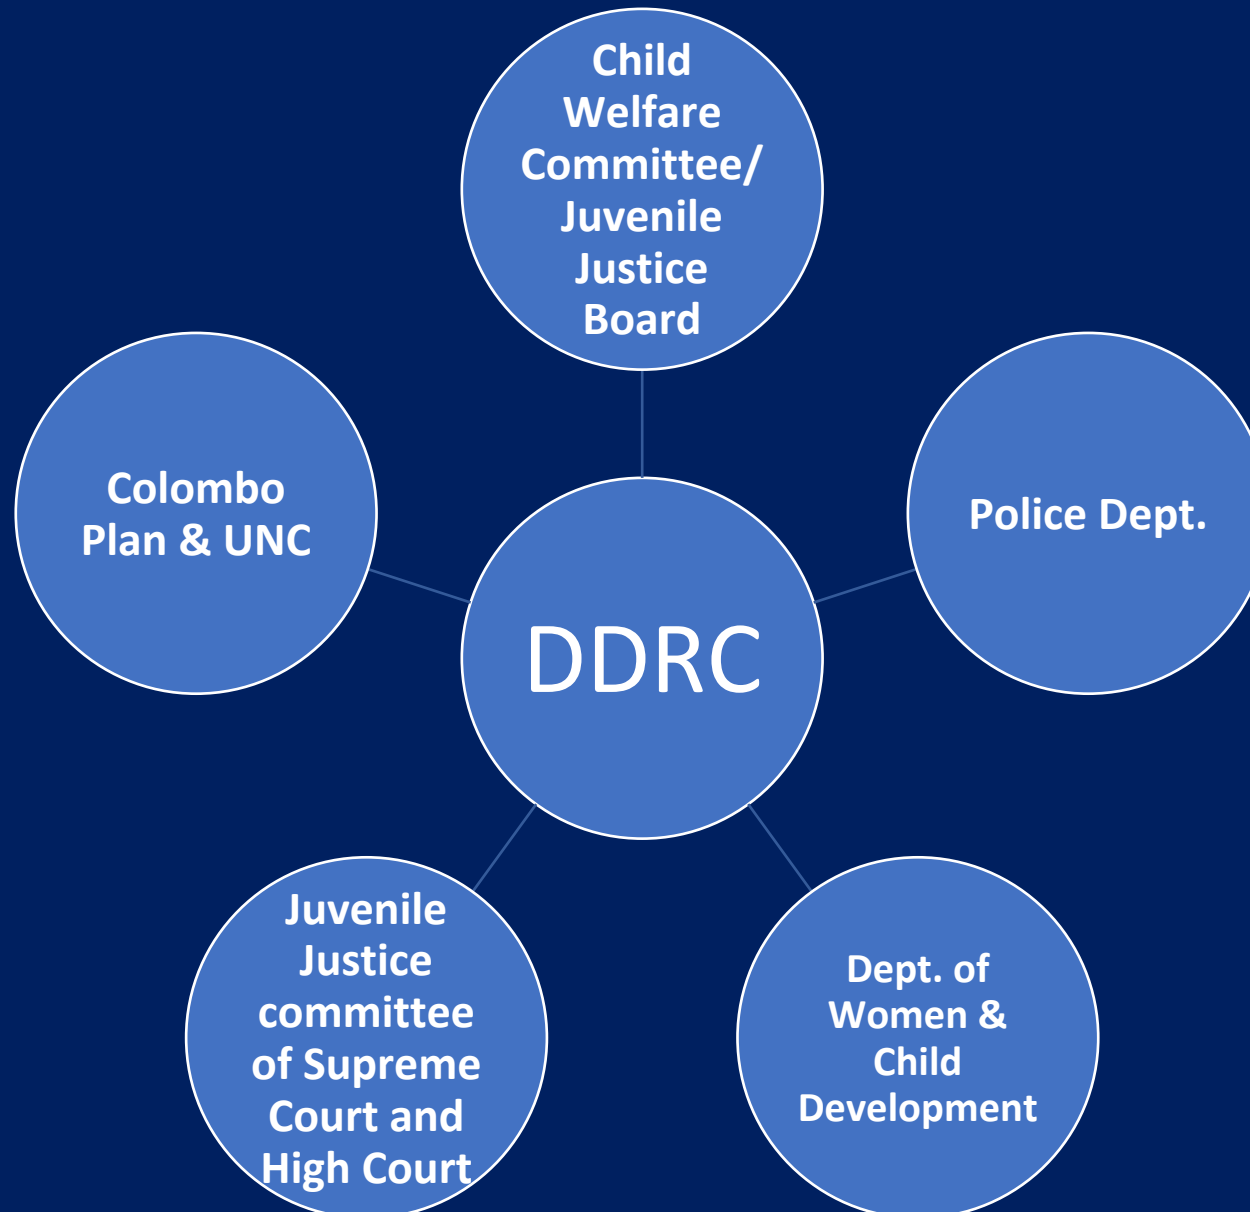 Child
Welfare
Committee/
Juvenile
Justice
Board
Colombo
Plan & UNC
Police Dept.
DDRC
Juvenile
Justice
committee
of Supreme
Court and
High Court
Dept. of
Women &
Child
Development